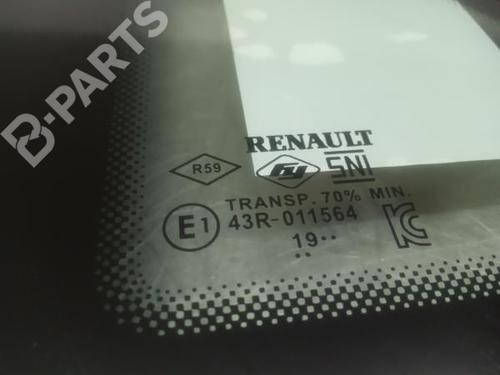 B-PARTS
RENAULT
R59
SNI
TRANSP. 70% MIN.
E1
43R-011564
19..
..